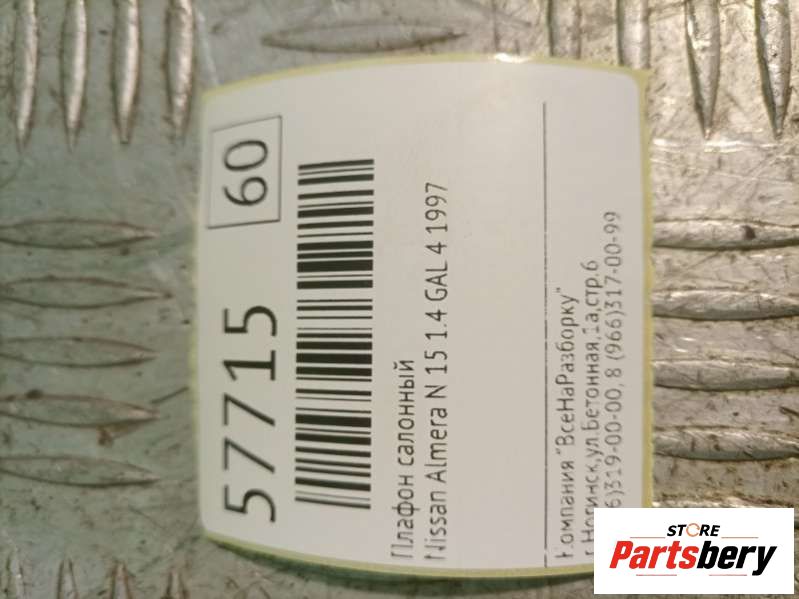 57715 60
Плафон салонный
Nissan Almera N 15 1.4 GAL 4 1997
Компания "ВсеНаРазборку"
г.Ногинск,ул.Бетонная,1а,стр.6
6)319-00-00, 8 (966)317-00-99
STORE
Partsbery